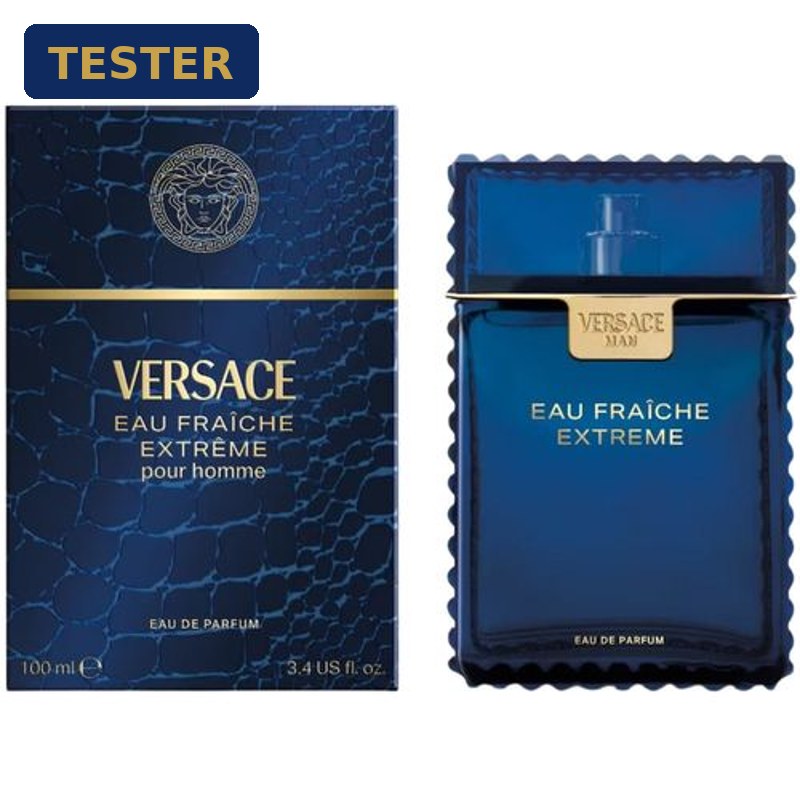 TESTER
VERSACE
EAU FRAÎCHE
EXTRÊME
pour homme
EAU DE PARFUM
100 ml ℮
3.4 US fl. oz.
VERSACE
MAN
EAU FRAÎCHE
EXTREME
EAU DE PARFUM